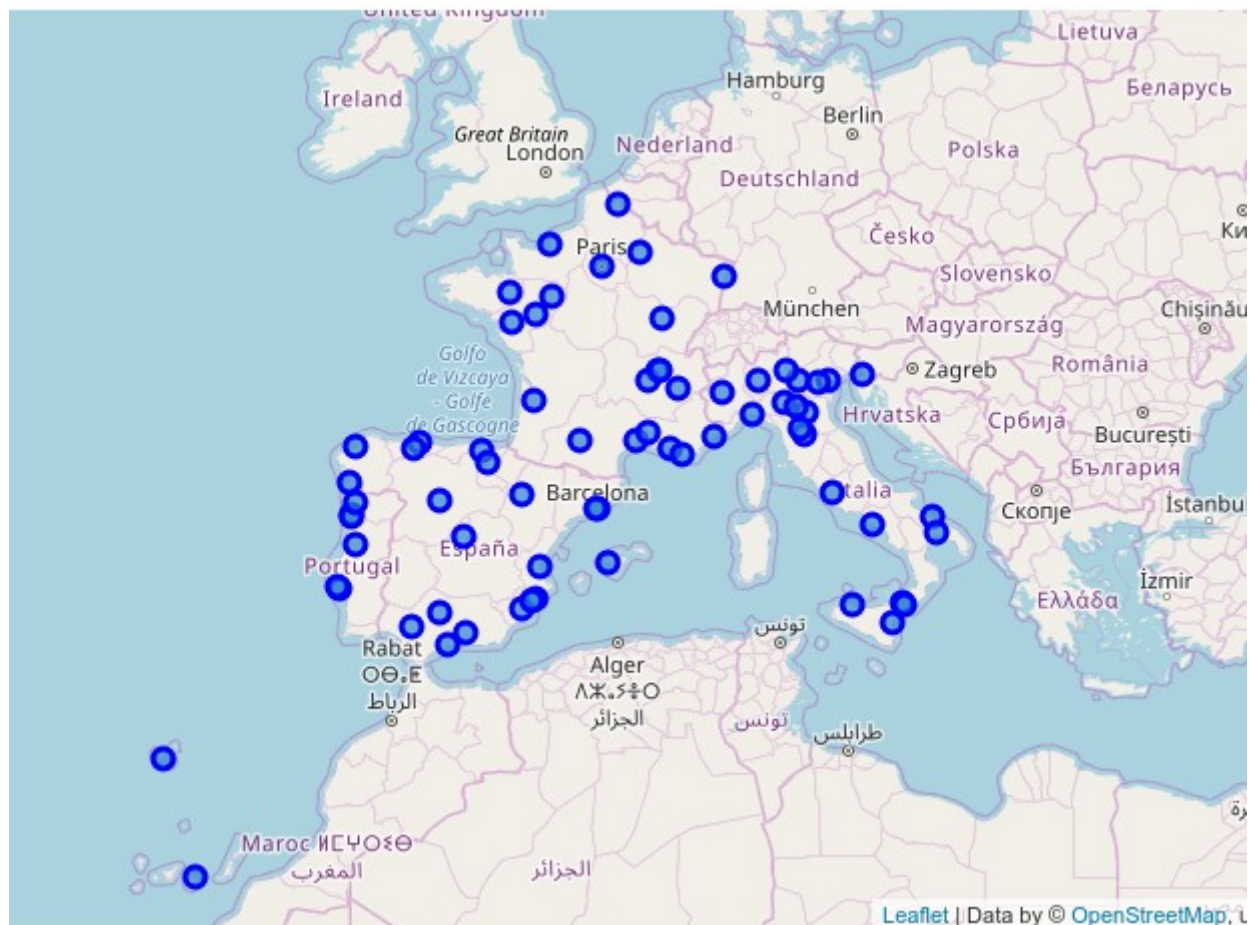 United Kingdom
Lietuva
Hamburg
Беларусь
Ireland
Berlin
Great Britain
London
Nederland
Polska
Deutschland
Česko
Paris
Slovensko
München
Chișinău
Magyarország
România
Golfo
de Vizcaya
- Golfe
de Gascogne
Zagreb
Hrvatska
Србија
București
България
Barcelona
Italia
Скопје
İstanbul
España
Portugal
İzmir
Ελλάδα
تونس
Rabat
ⵔⴱⴰⵟ
الرباط
Alger
الجزائر
تونس
طرابلس
Maroc ⵍⵎⵖⵔⵉⴱ
المغرب
الجزائر
Leaflet | Data by © OpenStreetMap, u